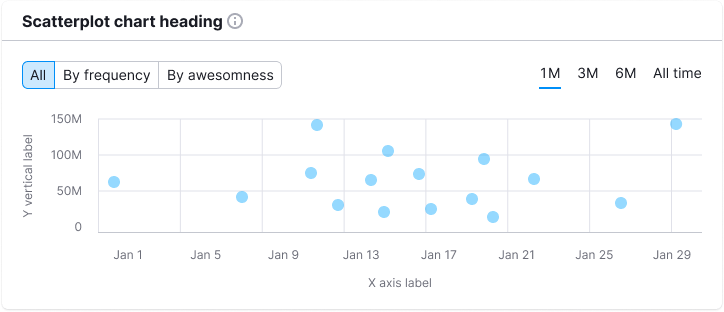 Scatterplot chart heading
All By frequency By awesomness 1M 3M 6M All time
150M
100M
50M
0
Y vertical label
Jan 1 Jan 5 Jan 9 Jan 13 Jan 17 Jan 21 Jan 25 Jan 29
X axis label